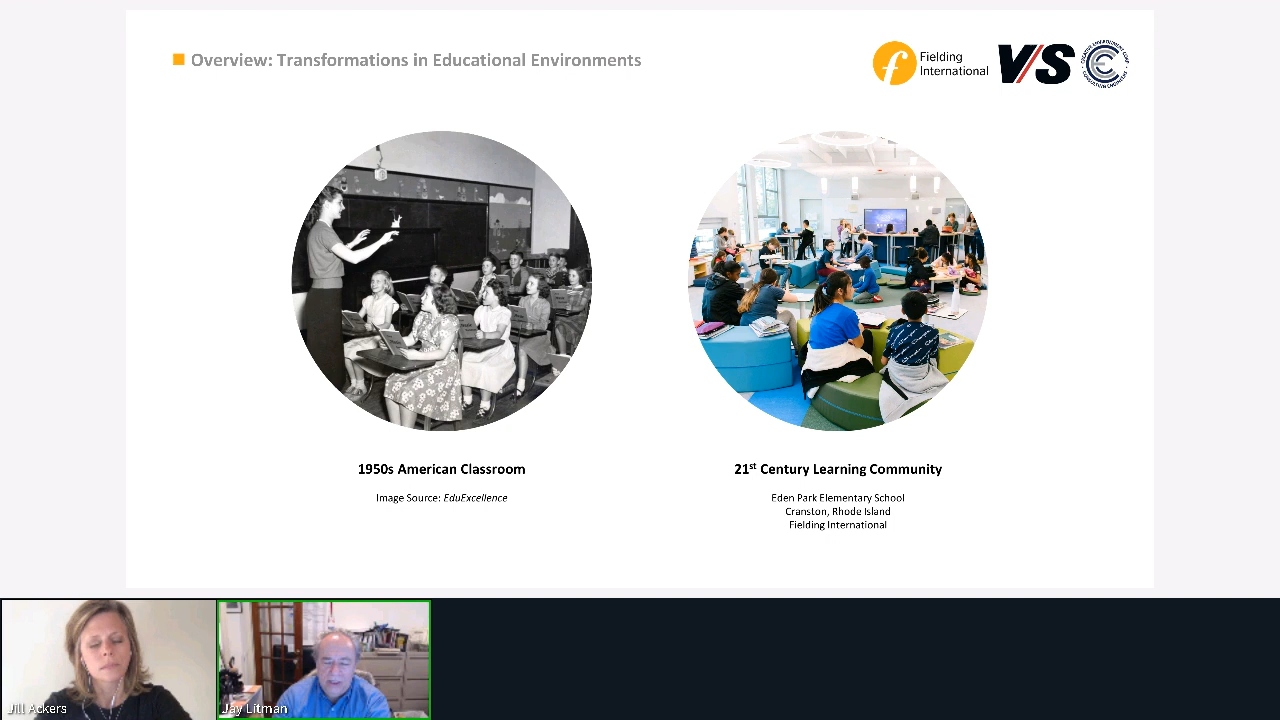 Overview: Transformations in Educational Environments
Fielding
International
V/S
1950s American Classroom
Image Source: EduExcellence
21st Century Learning Community
Eden Park Elementary School
Cranston, Rhode Island
Fielding International
Jill Ackers
Jay Litman